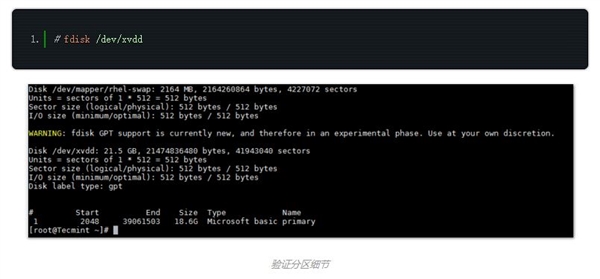 1. # fdisk /dev/xvdd
Disk /dev/mapper/rhel-swap: 2164 MB, 2164260864 bytes, 4227072 sectors
Units = sectors of 1 * 512 = 512 bytes
Sector size (logical/physical): 512 bytes / 512 bytes
I/O size (minimum/optimal): 512 bytes / 512 bytes
WARNING: fdisk GPT support is currently new, and therefore in an experimental phase. Use at your own discretion.
Disk /dev/xvdd: 21.5 GB, 21474836480 bytes, 41943040 sectors
Units = sectors of 1 * 512 = 512 bytes
Sector size (logical/physical): 512 bytes / 512 bytes
I/O size (minimum/optimal): 512 bytes / 512 bytes
Disk label type: gpt
# Start End Size Type Name
1 2048 39061503 18.6G Microsoft basic primary
[root@Tecmint ~]#
验证分区细节